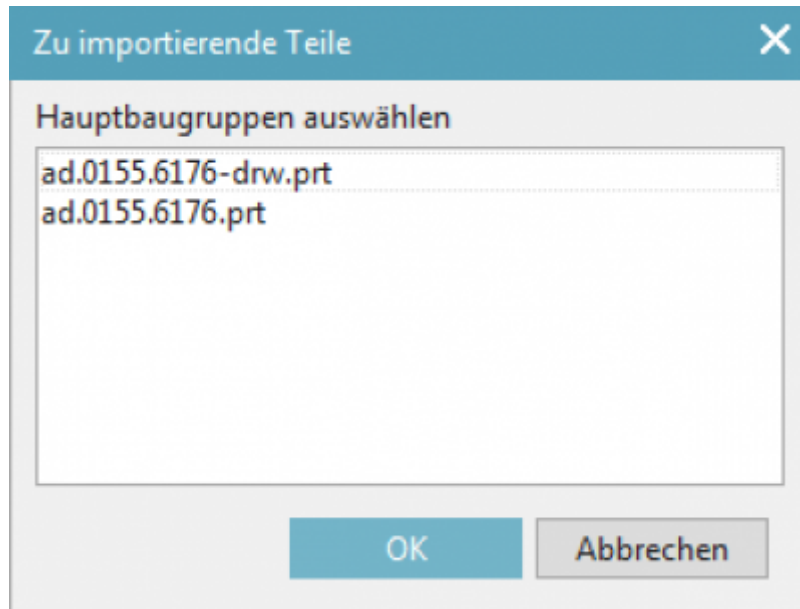 Zu importierende Teile
Hauptbaugruppen auswählen
ad.0155.6176-drw.prt
ad.0155.6176.prt
OK
Abbrechen